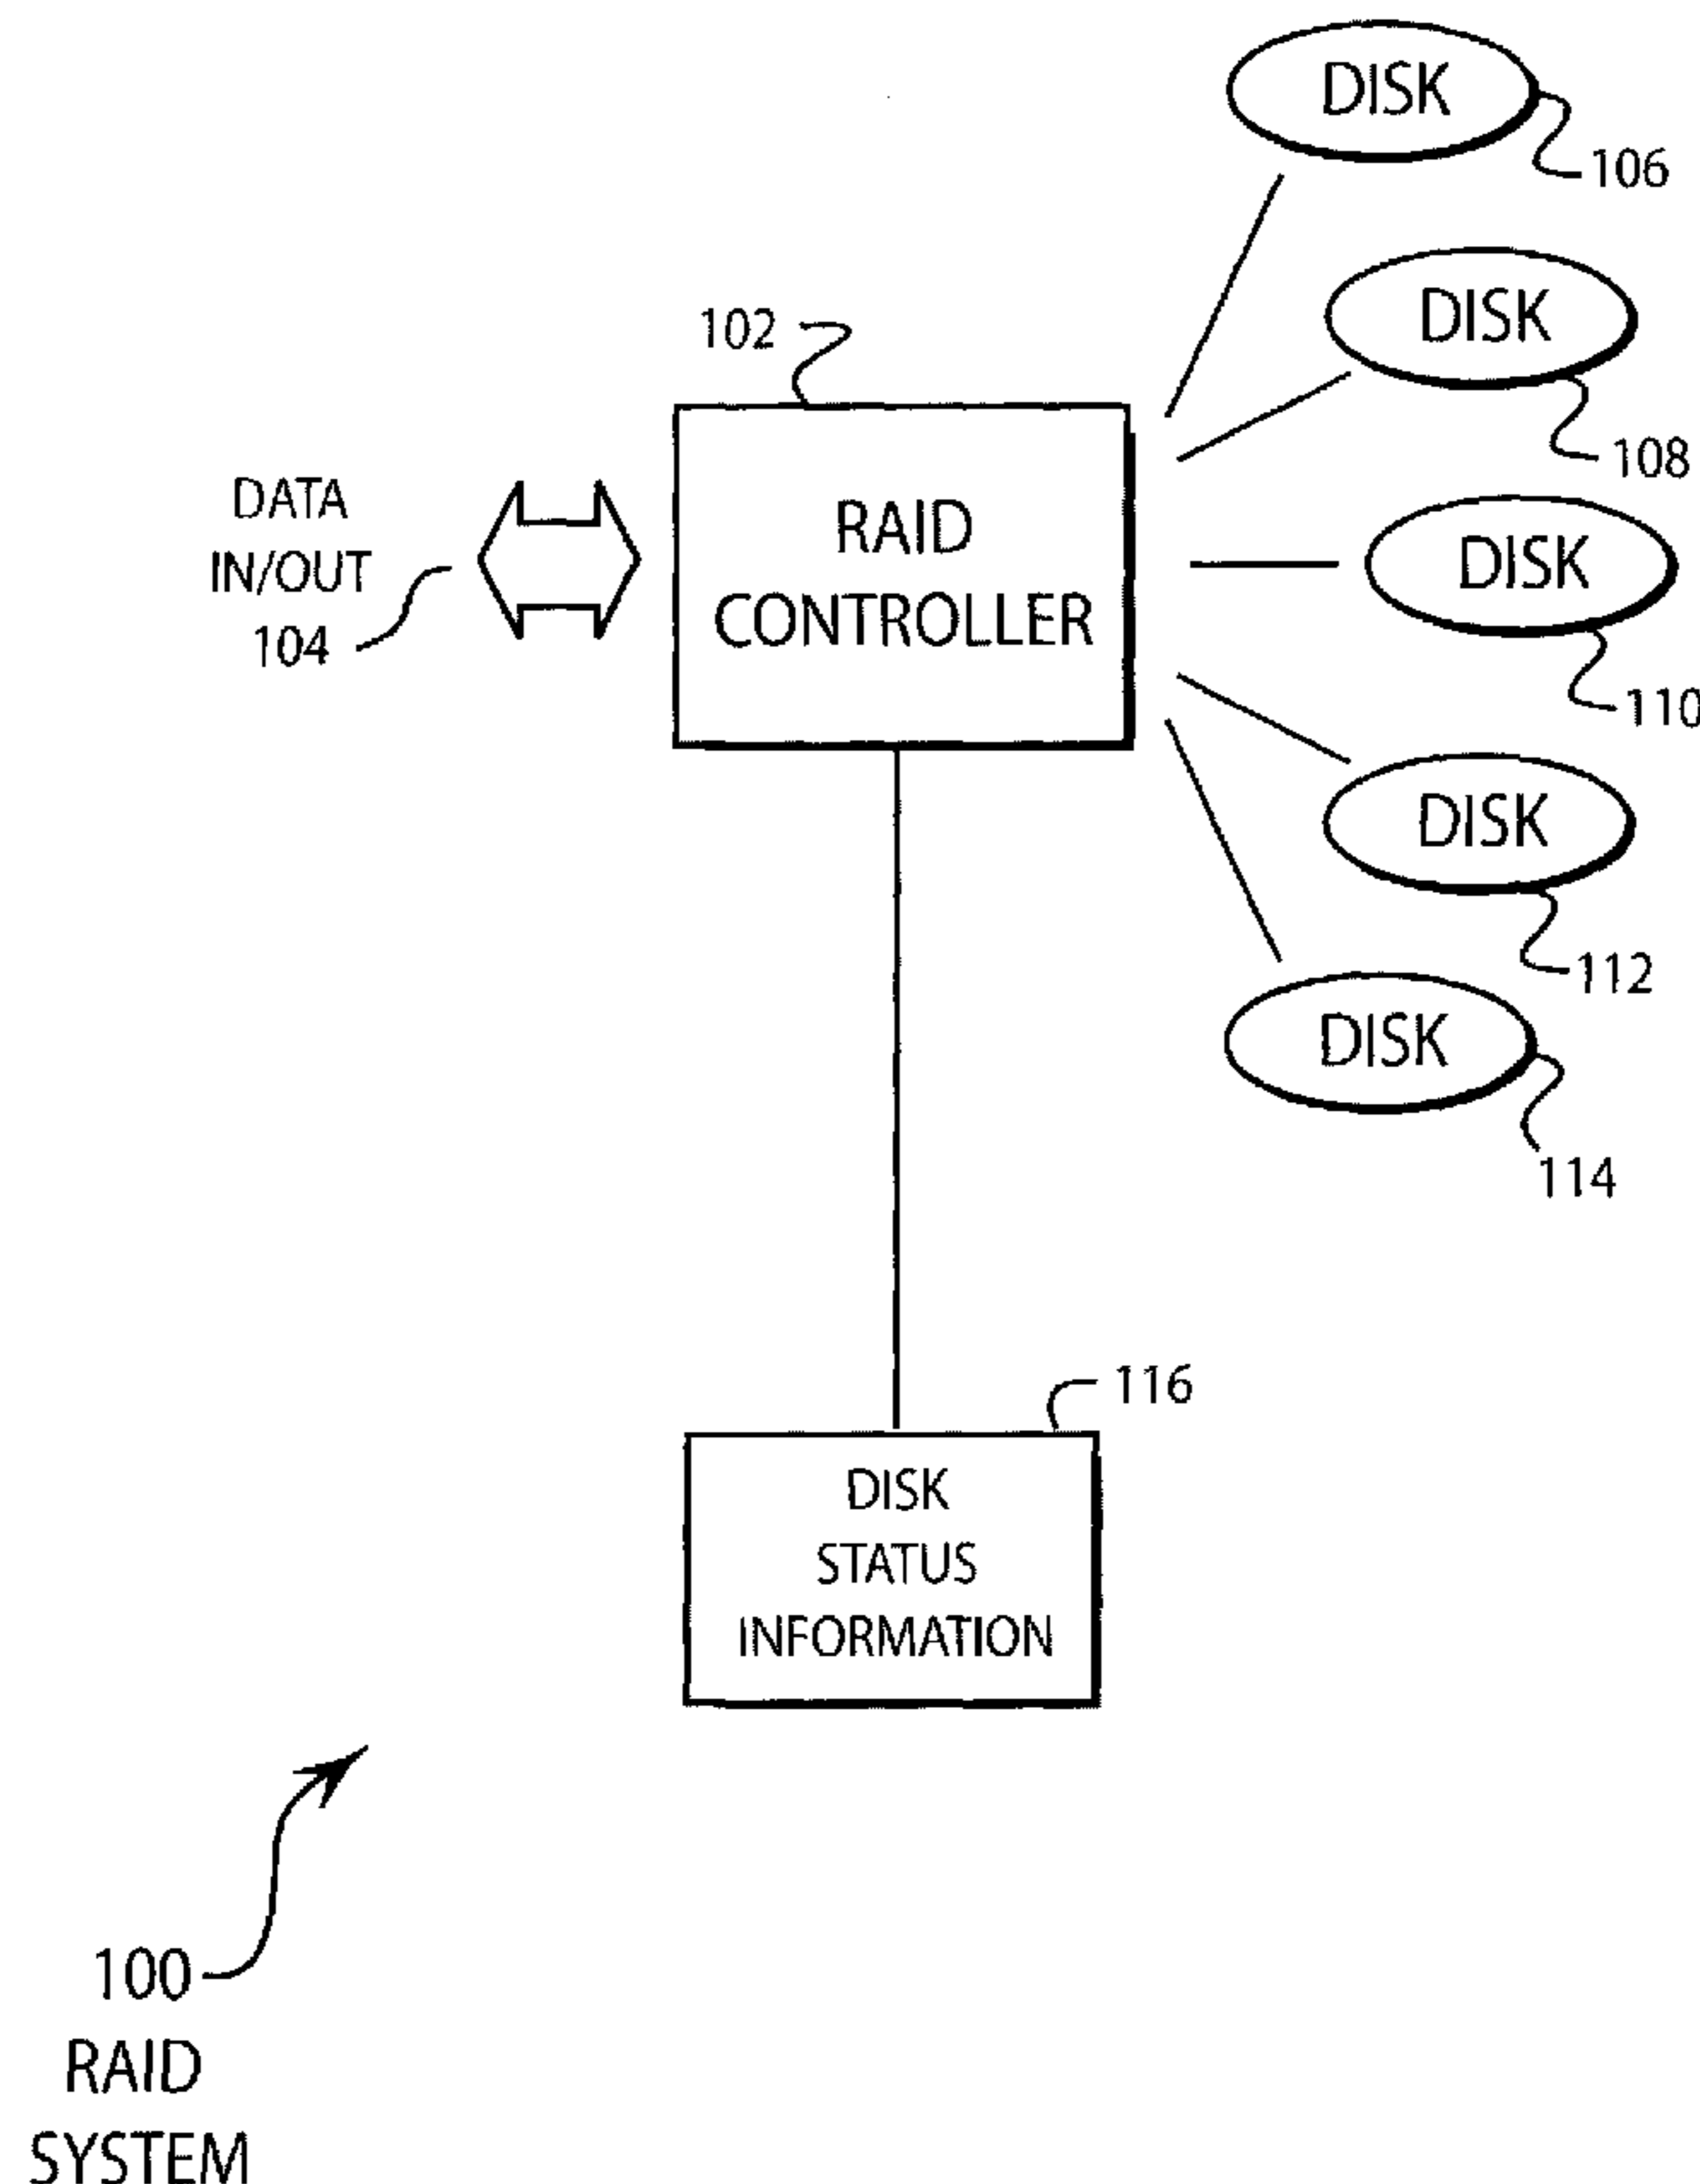 DISK
106
DISK
108
102
RAID
CONTROLLER
DATA
IN/OUT
104
DISK
110
DISK
112
DISK
114
116
DISK
STATUS
INFORMATION
100
RAID
SYSTEM